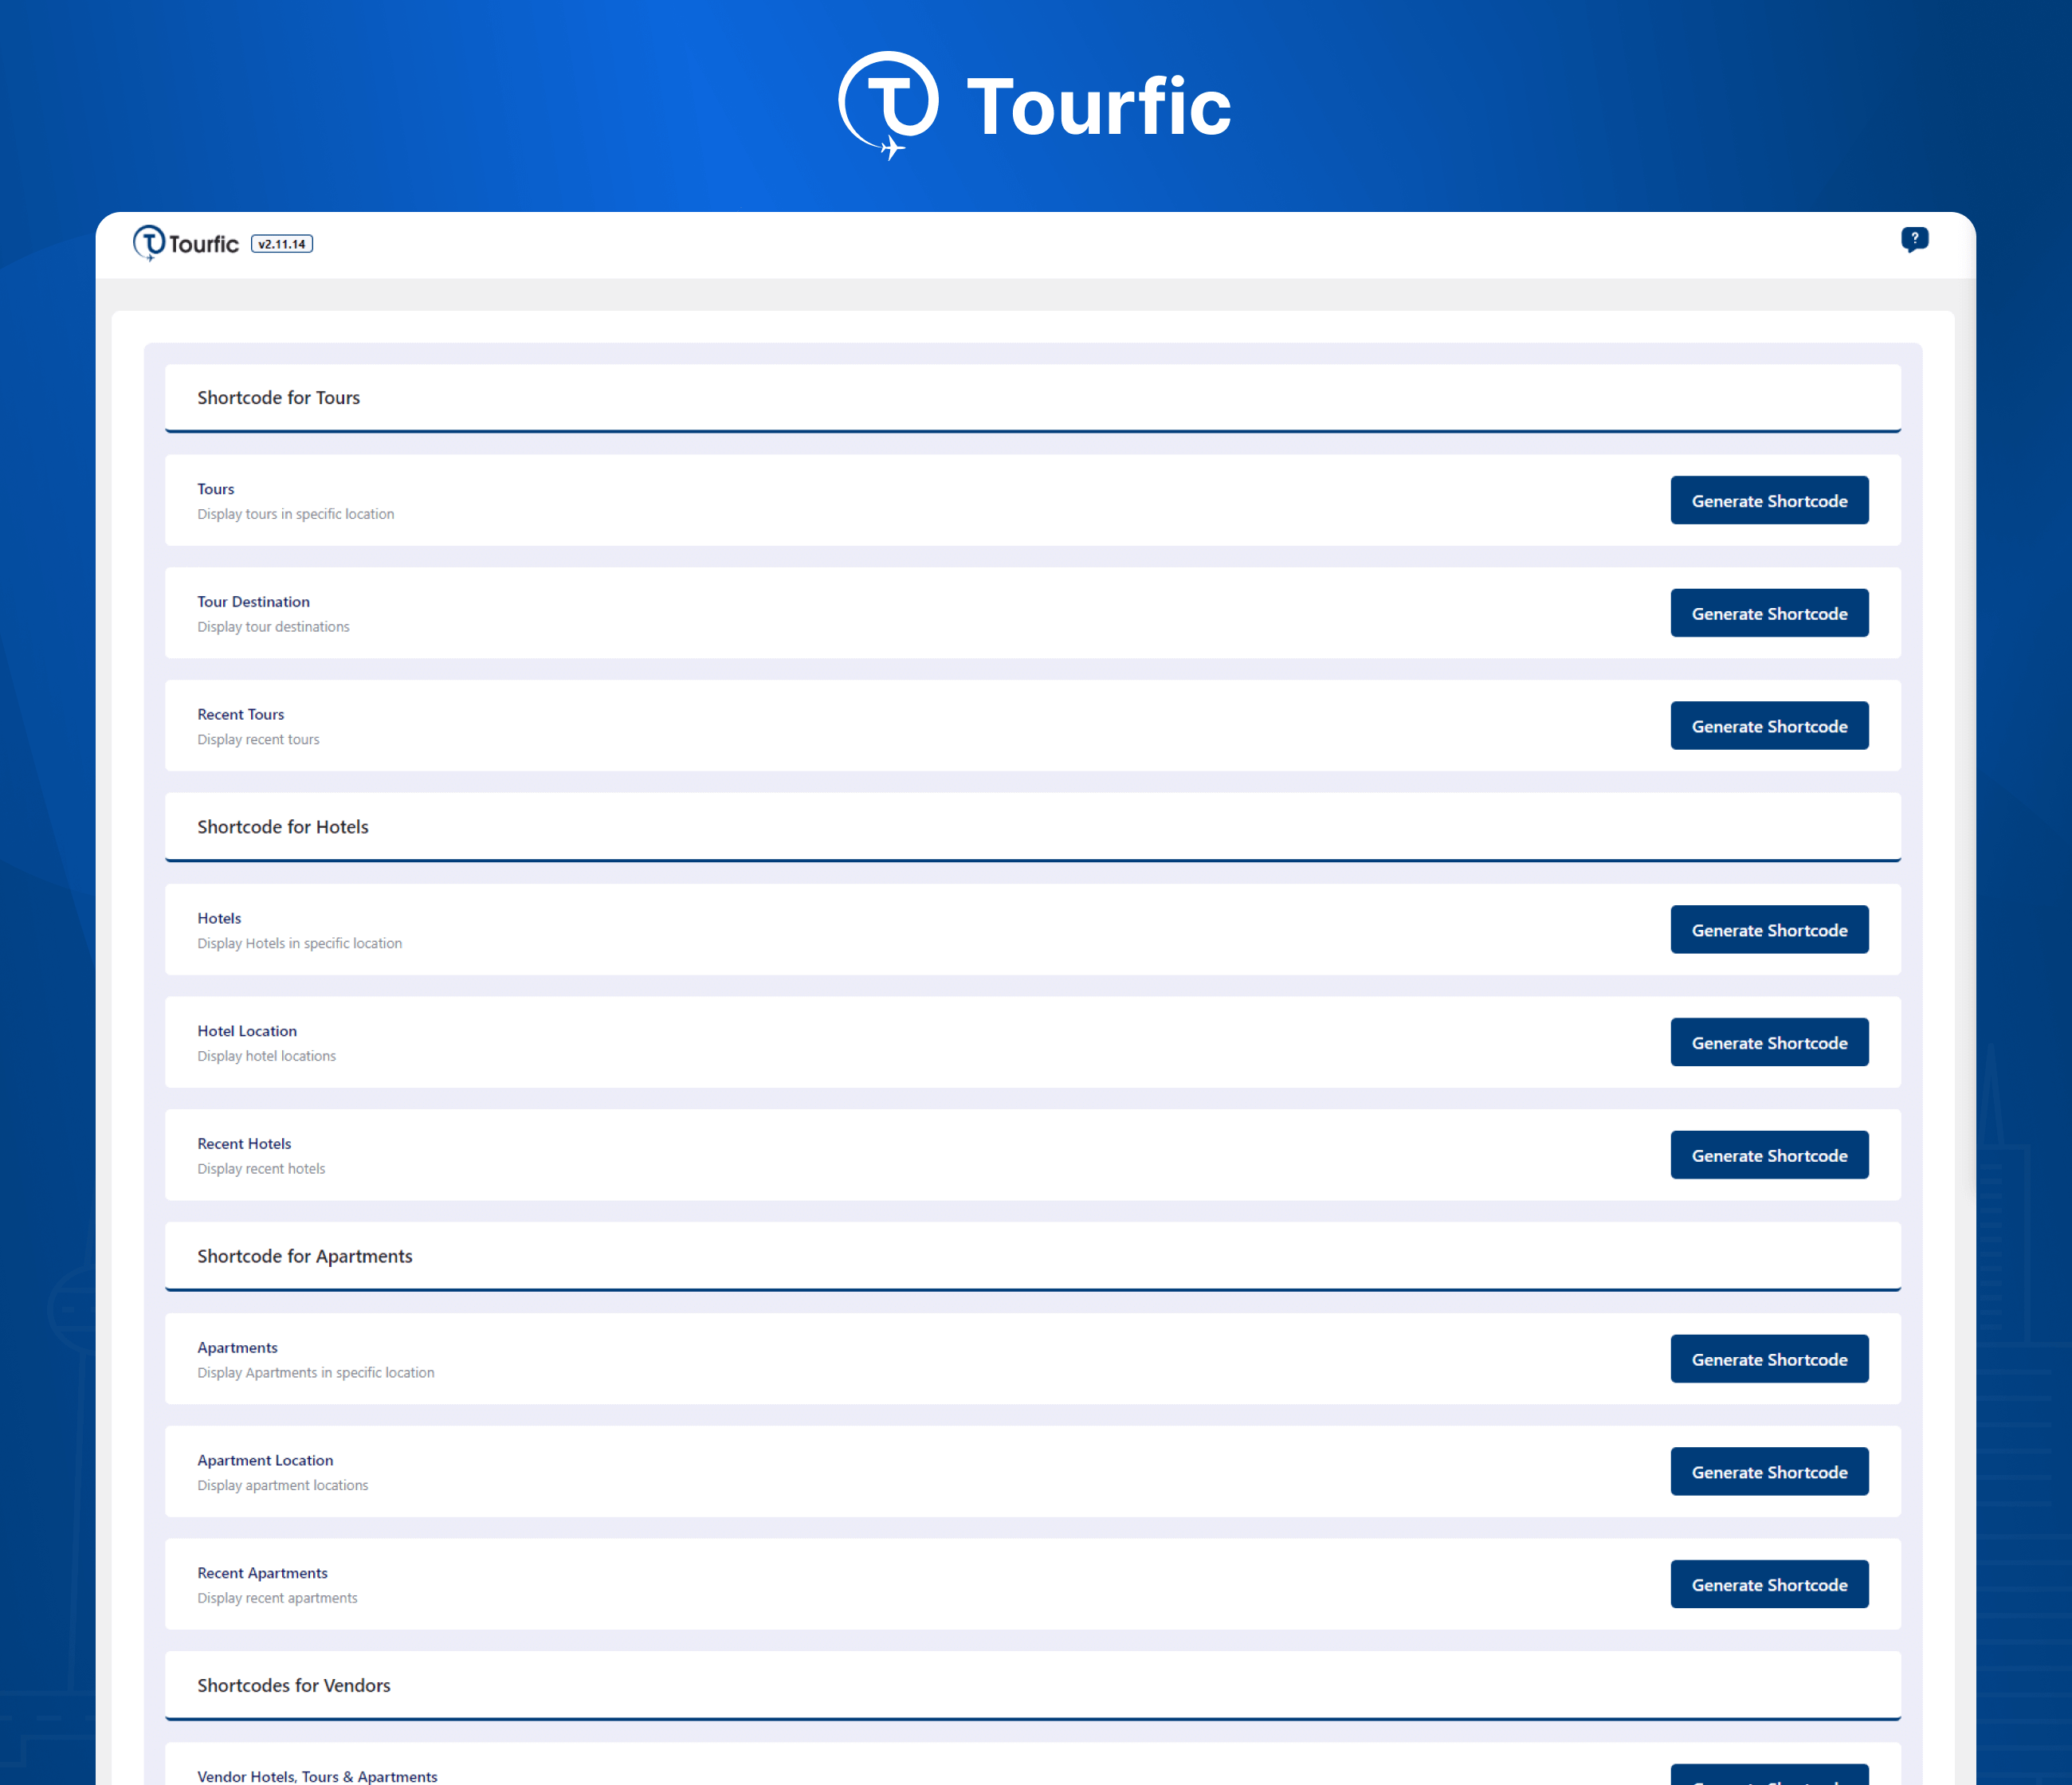 Tourfic
Tourfic v2.11.14
?
Shortcode for Tours
Tours
Display tours in specific location
Generate Shortcode
Tour Destination
Display tour destinations
Generate Shortcode
Recent Tours
Display recent tours
Generate Shortcode
Shortcode for Hotels
Hotels
Display Hotels in specific location
Generate Shortcode
Hotel Location
Display hotel locations
Generate Shortcode
Recent Hotels
Display recent hotels
Generate Shortcode
Shortcode for Apartments
Apartments
Display Apartments in specific location
Generate Shortcode
Apartment Location
Display apartment locations
Generate Shortcode
Recent Apartments
Display recent apartments
Generate Shortcode
Shortcodes for Vendors
Vendor Hotels, Tours & Apartments